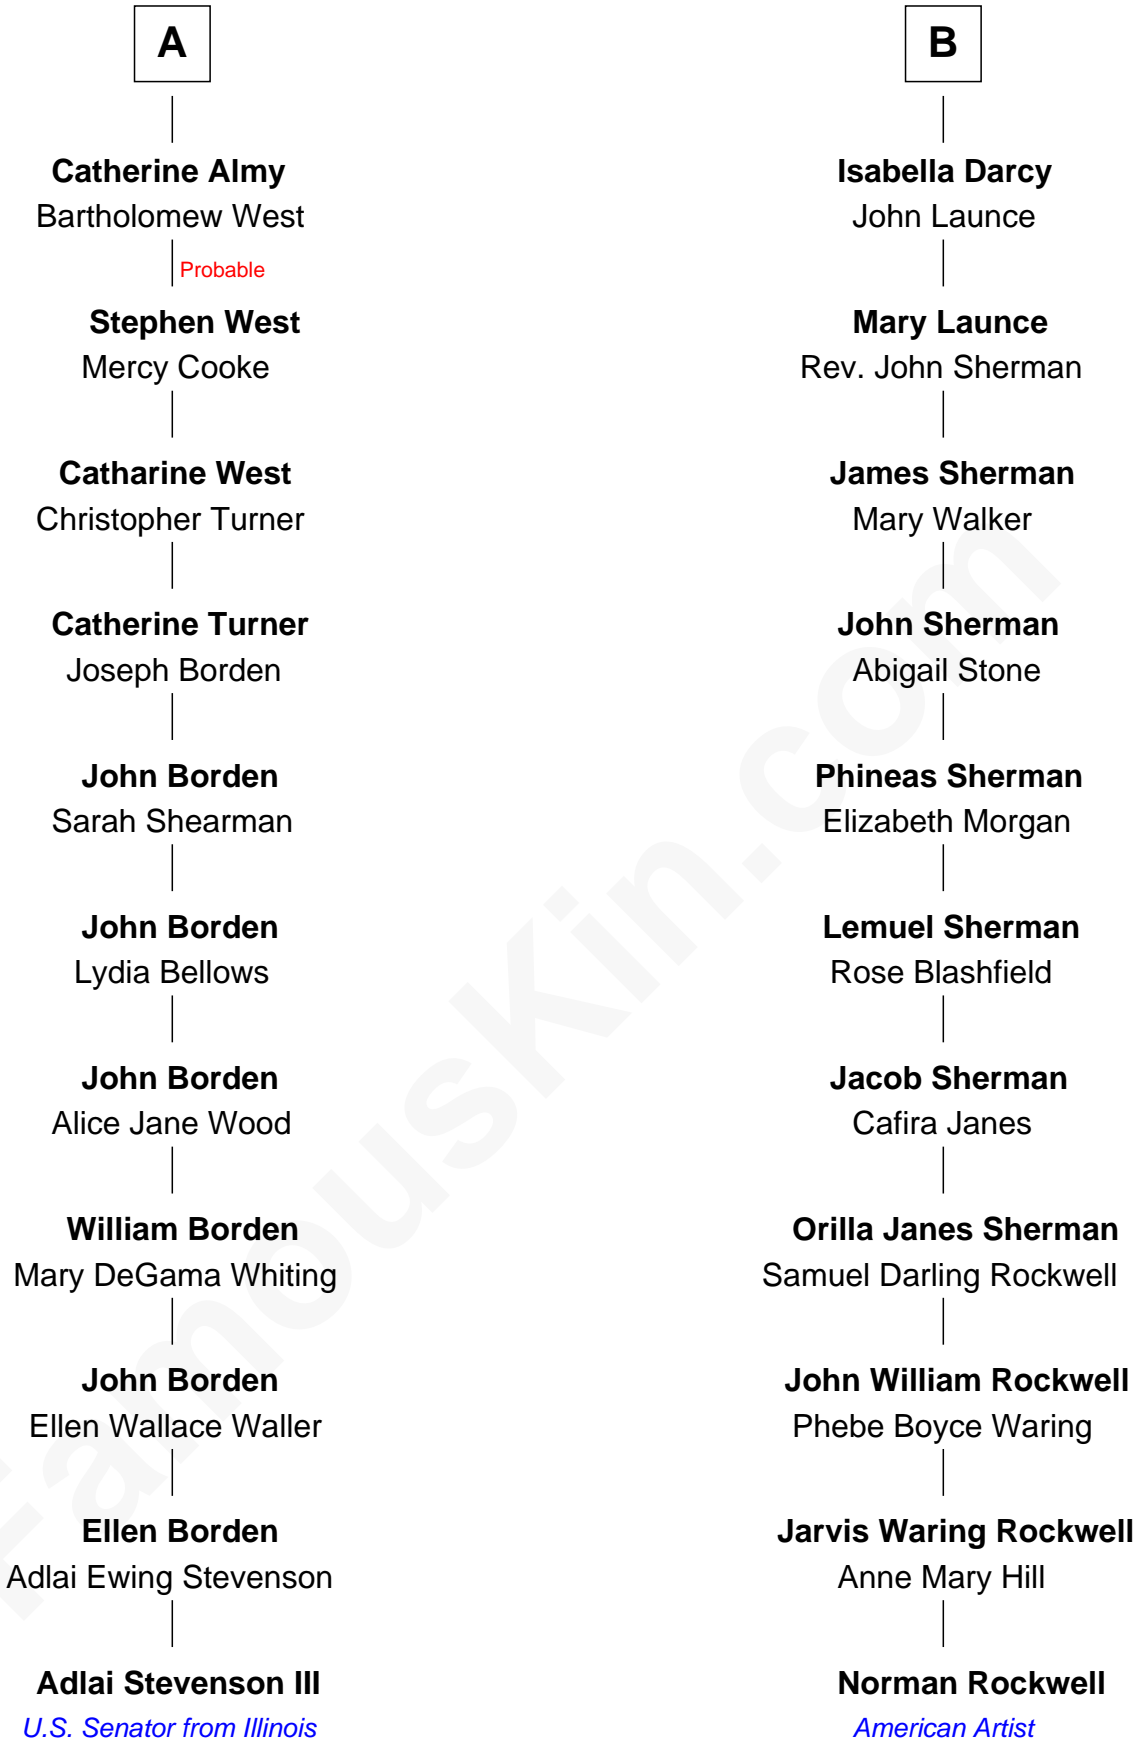 A
Catherine Almy
Bartholomew West
Probable
Stephen West
Mercy Cooke
Catharine West
Christopher Turner
Catherine Turner
Joseph Borden
John Borden
Sarah Shearman
John Borden
Lydia Bellows
John Borden
Alice Jane Wood
William Borden
Mary DeGama Whiting
John Borden
Ellen Wallace Waller
Ellen Borden
Adlai Ewing Stevenson
Adlai Stevenson III
U.S. Senator from Illinois
B
Isabella Darcy
John Launce
Mary Launce
Rev. John Sherman
James Sherman
Mary Walker
John Sherman
Abigail Stone
Phineas Sherman
Elizabeth Morgan
Lemuel Sherman
Rose Blashfield
Jacob Sherman
Cafira Janes
Orilla Janes Sherman
Samuel Darling Rockwell
John William Rockwell
Phebe Boyce Waring
Jarvis Waring Rockwell
Anne Mary Hill
Norman Rockwell
American Artist
FamousKin.com